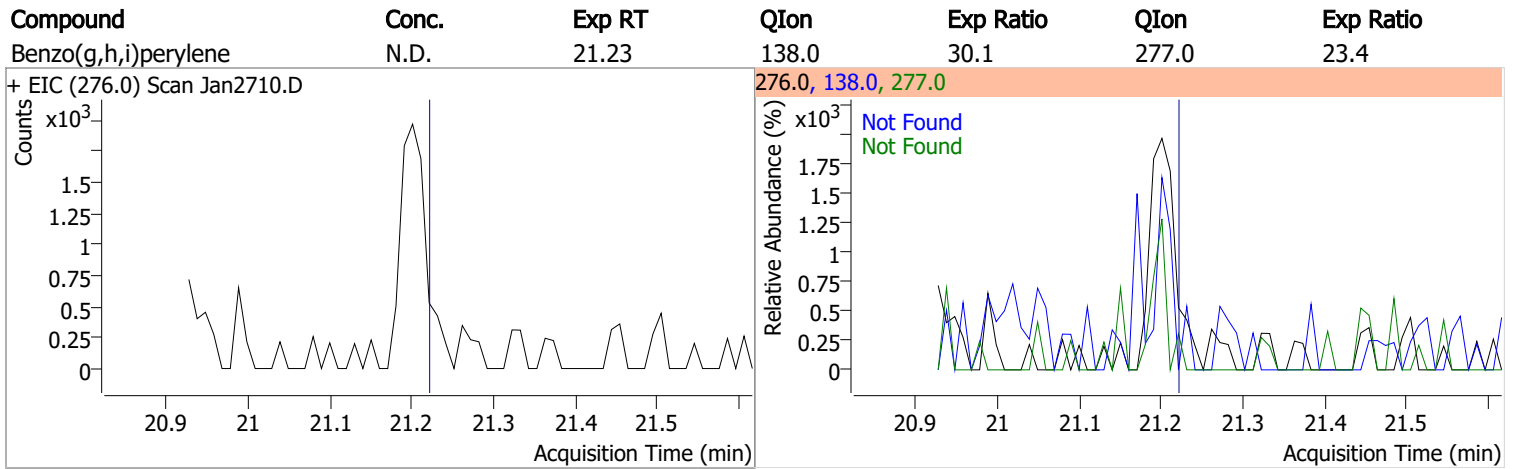 Compound Conc. Exp RT QIon Exp Ratio QIon Exp Ratio
Benzo(g,h,i)perylene N.D. 21.23 138.0 30.1 277.0 23.4
+ EIC (276.0) Scan Jan2710.D
Counts
x10³
1.5
1.25
1
0.75
0.5
0.25
0
20.9 21 21.1 21.2 21.3 21.4 21.5
Acquisition Time (min)
276.0, 138.0, 277.0
Relative Abundance (%)
x10³
Not Found
Not Found
1.75
1.5
1.25
1
0.75
0.5
0.25
0
20.9 21 21.1 21.2 21.3 21.4 21.5
Acquisition Time (min)